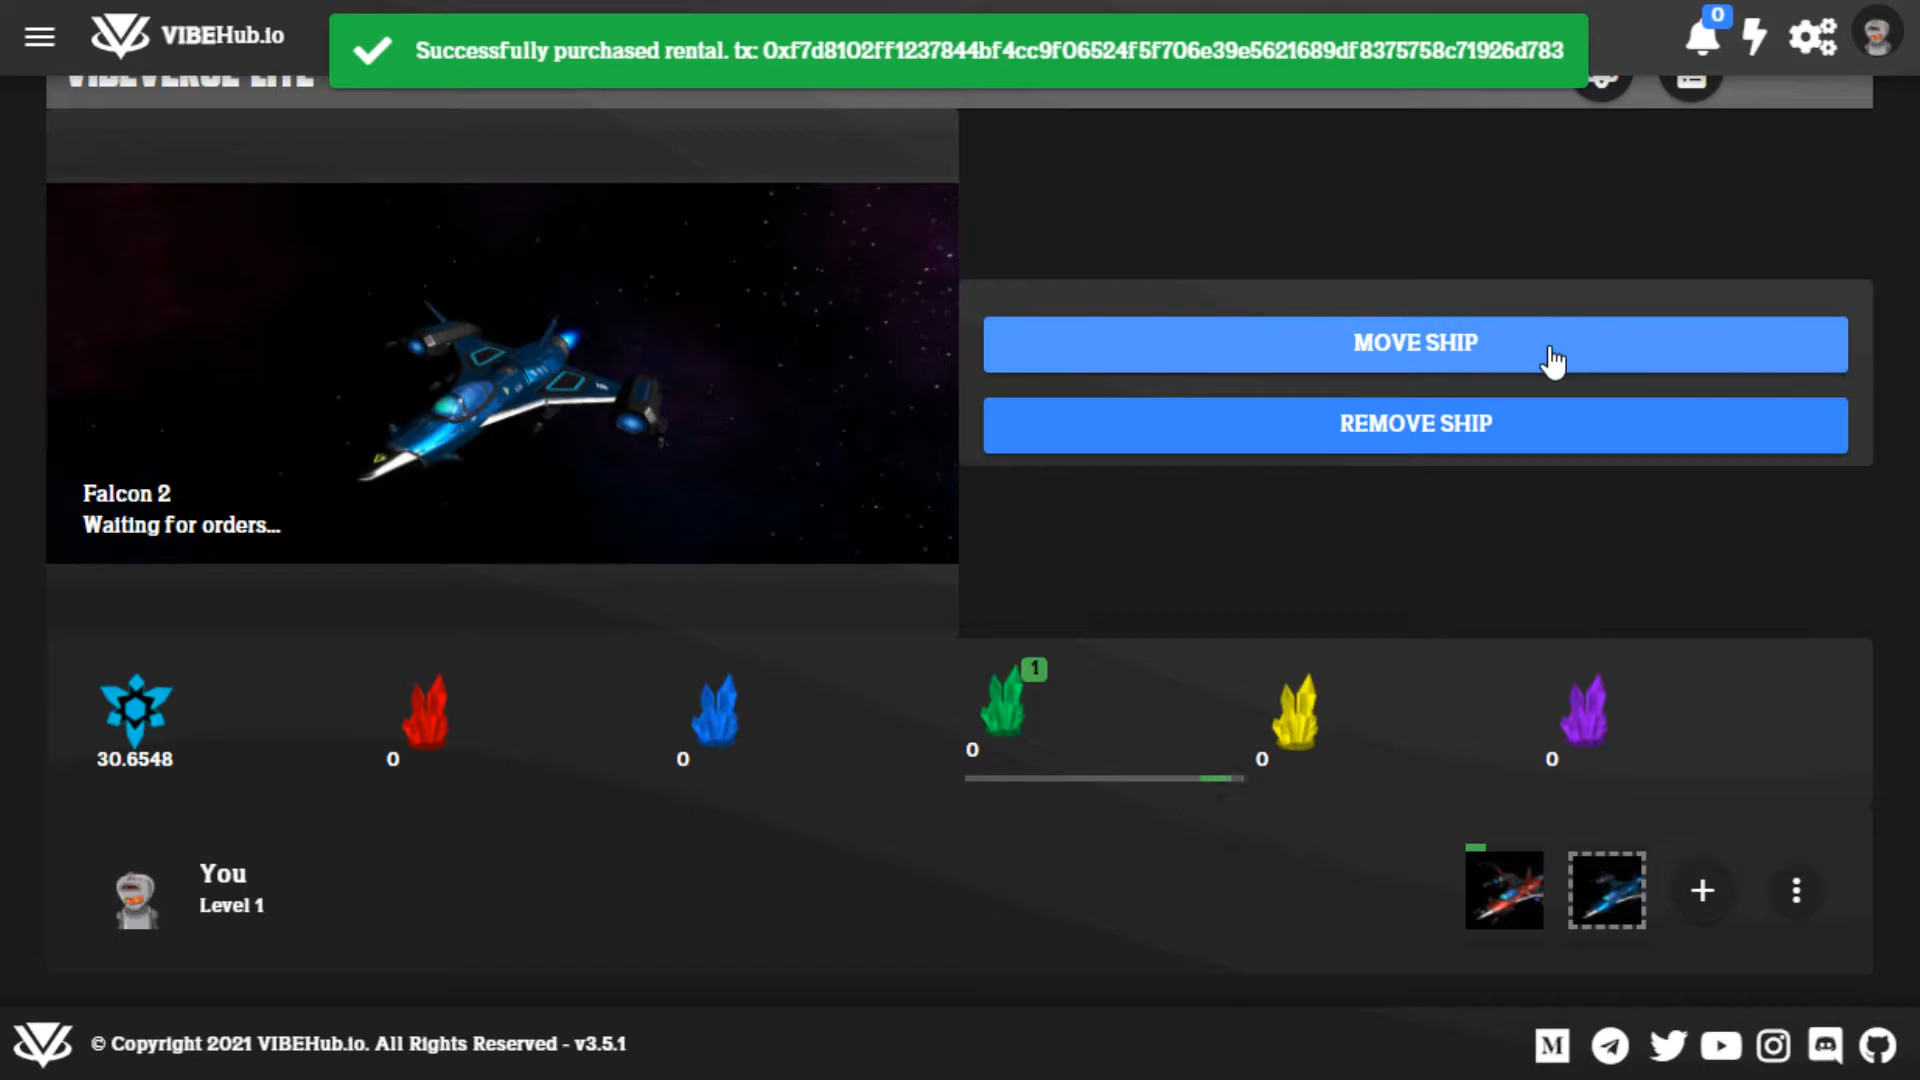 VIBEHub.io
Successfully purchased rental. tx: 0xf7d8102ff1237844bf4cc9f06524f5f706e39e5621689df8375758c71926d783
0
VIBEVERSE LITE
MOVE SHIP
REMOVE SHIP
Falcon 2
Waiting for orders...
1
30.6548
0
0
0
0
0
You
Level 1
© Copyright 2021 VIBEHub.io. All Rights Reserved - v3.5.1